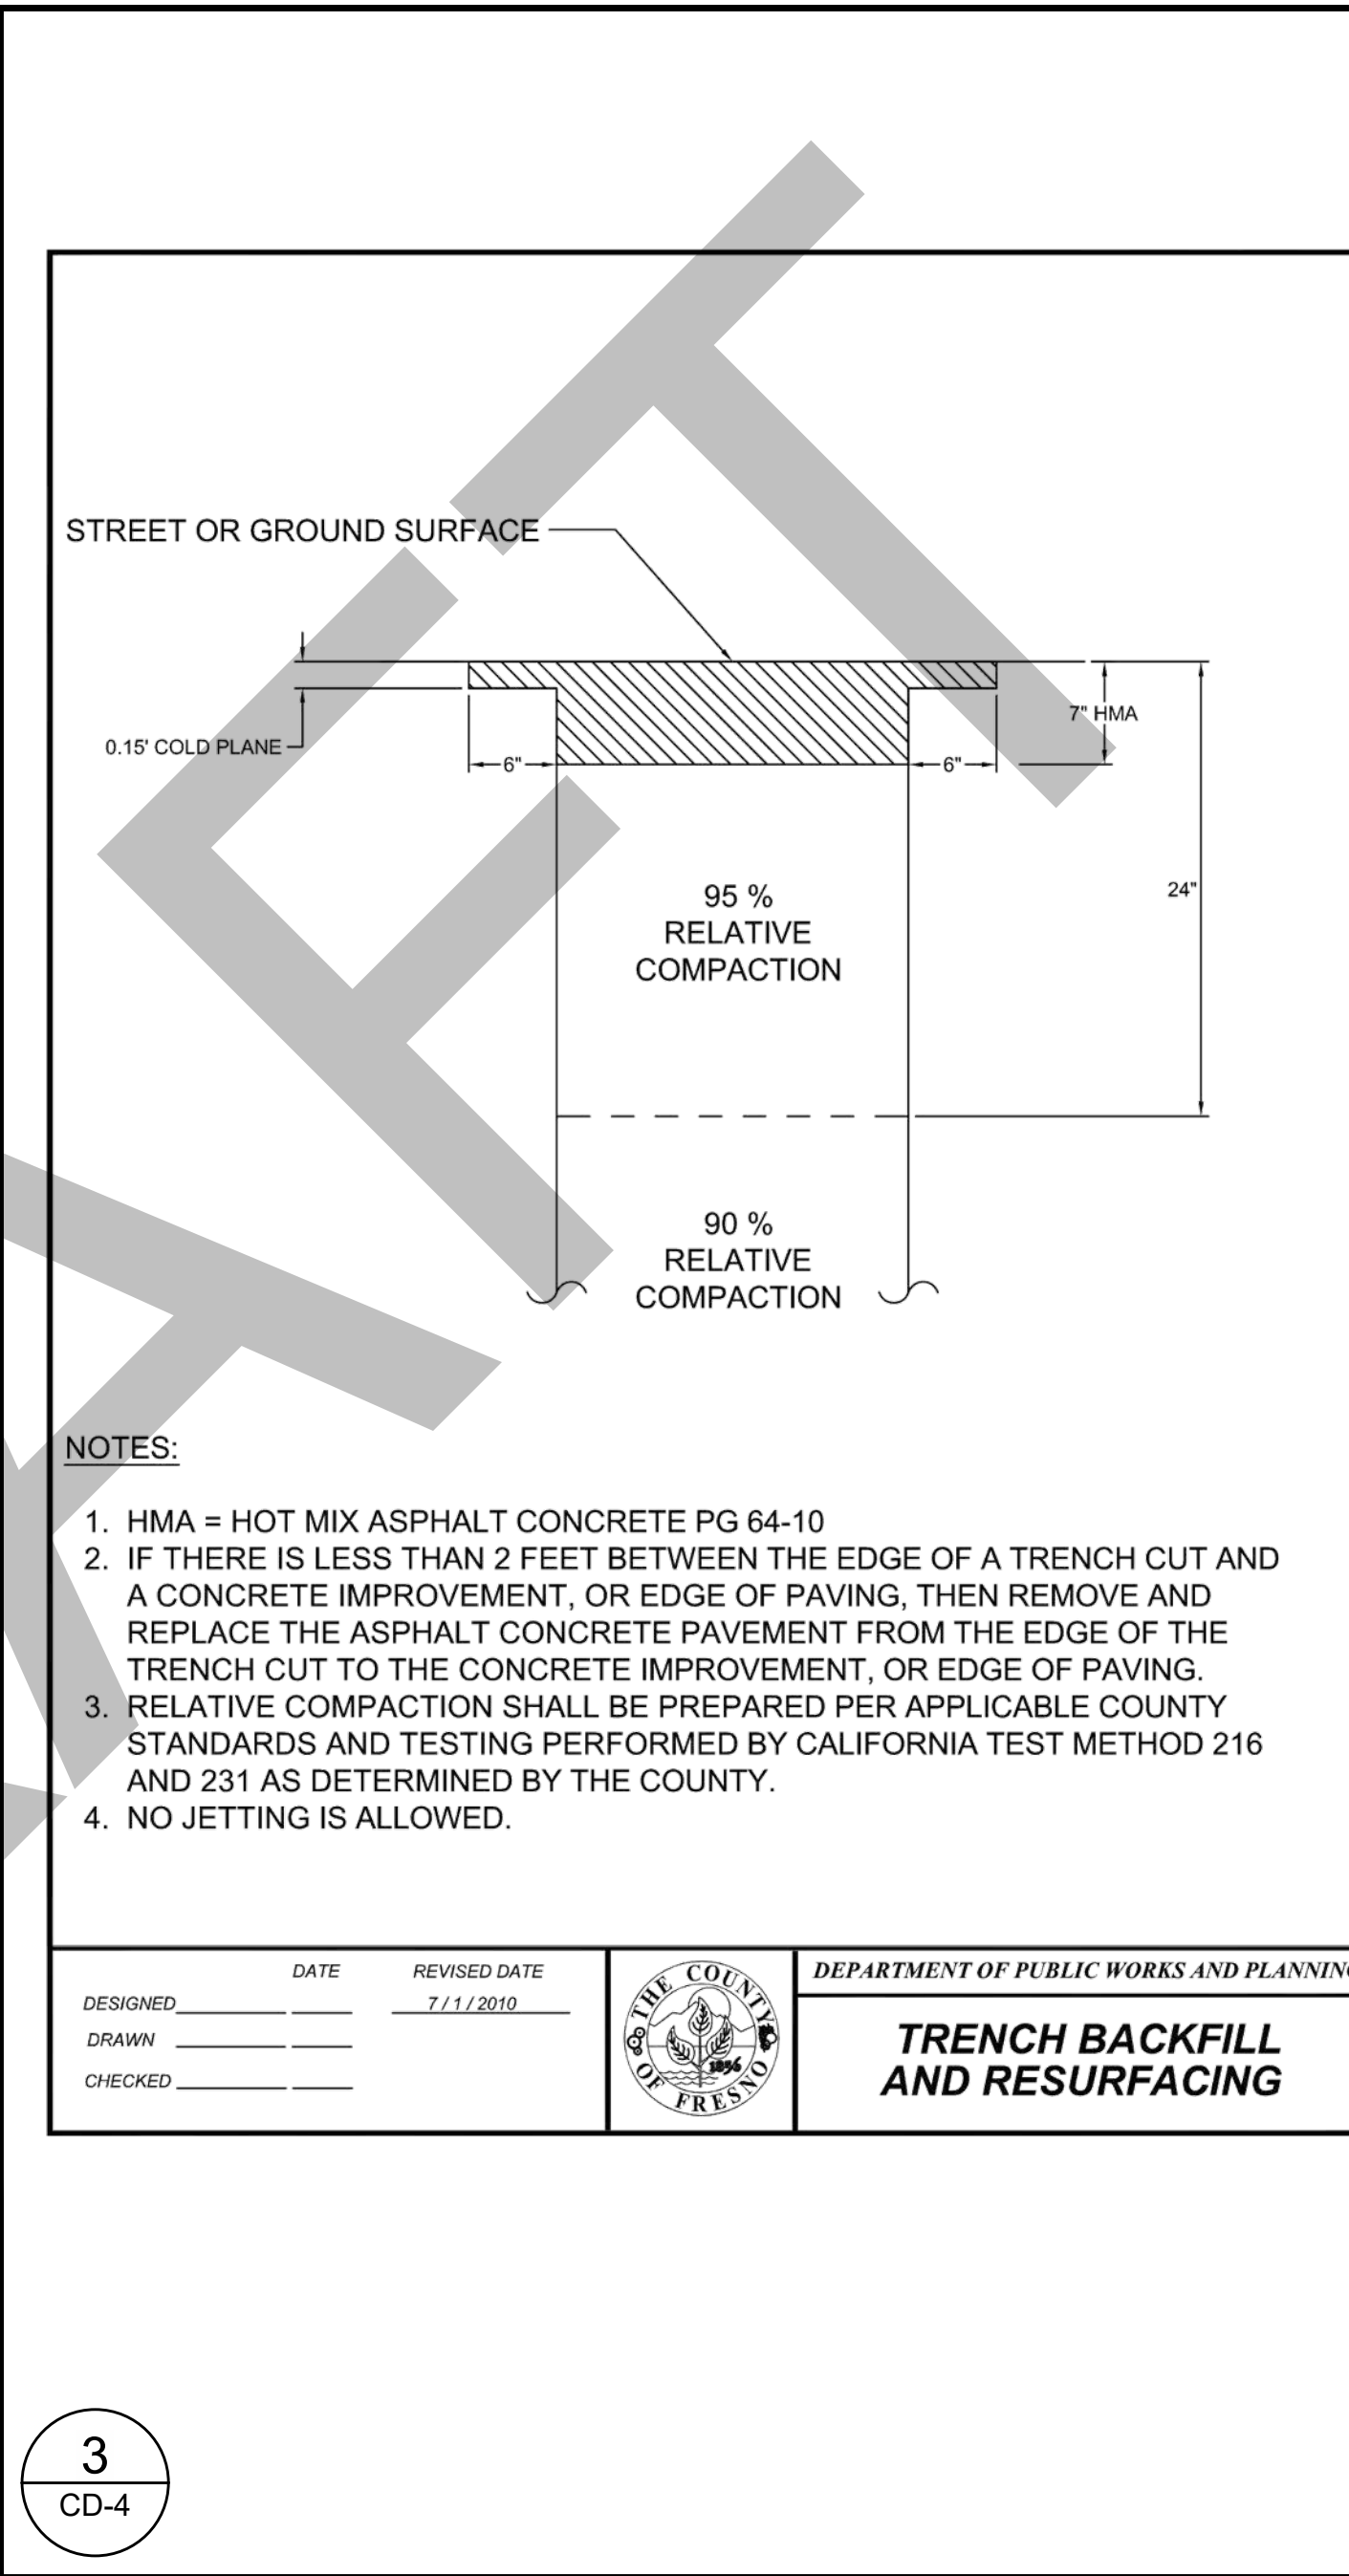 STREET OR GROUND SURFACE
0.15' COLD PLANE
6"
6"
7" HMA
24"
95 %
RELATIVE
COMPACTION
90 %
RELATIVE
COMPACTION
NOTES:
1. HMA = HOT MIX ASPHALT CONCRETE PG 64-10
2. IF THERE IS LESS THAN 2 FEET BETWEEN THE EDGE OF A TRENCH CUT AND
A CONCRETE IMPROVEMENT, OR EDGE OF PAVING, THEN REMOVE AND
REPLACE THE ASPHALT CONCRETE PAVEMENT FROM THE EDGE OF THE
TRENCH CUT TO THE CONCRETE IMPROVEMENT, OR EDGE OF PAVING.
3. RELATIVE COMPACTION SHALL BE PREPARED PER APPLICABLE COUNTY
STANDARDS AND TESTING PERFORMED BY CALIFORNIA TEST METHOD 216
AND 231 AS DETERMINED BY THE COUNTY.
4. NO JETTING IS ALLOWED.
DATE REVISED DATE
DESIGNED 7 / 1 / 2010
DRAWN
CHECKED
THE COUNTY
OF FRESNO
1856
DEPARTMENT OF PUBLIC WORKS AND PLANNING
TRENCH BACKFILL
AND RESURFACING
3
CD-4
AFT